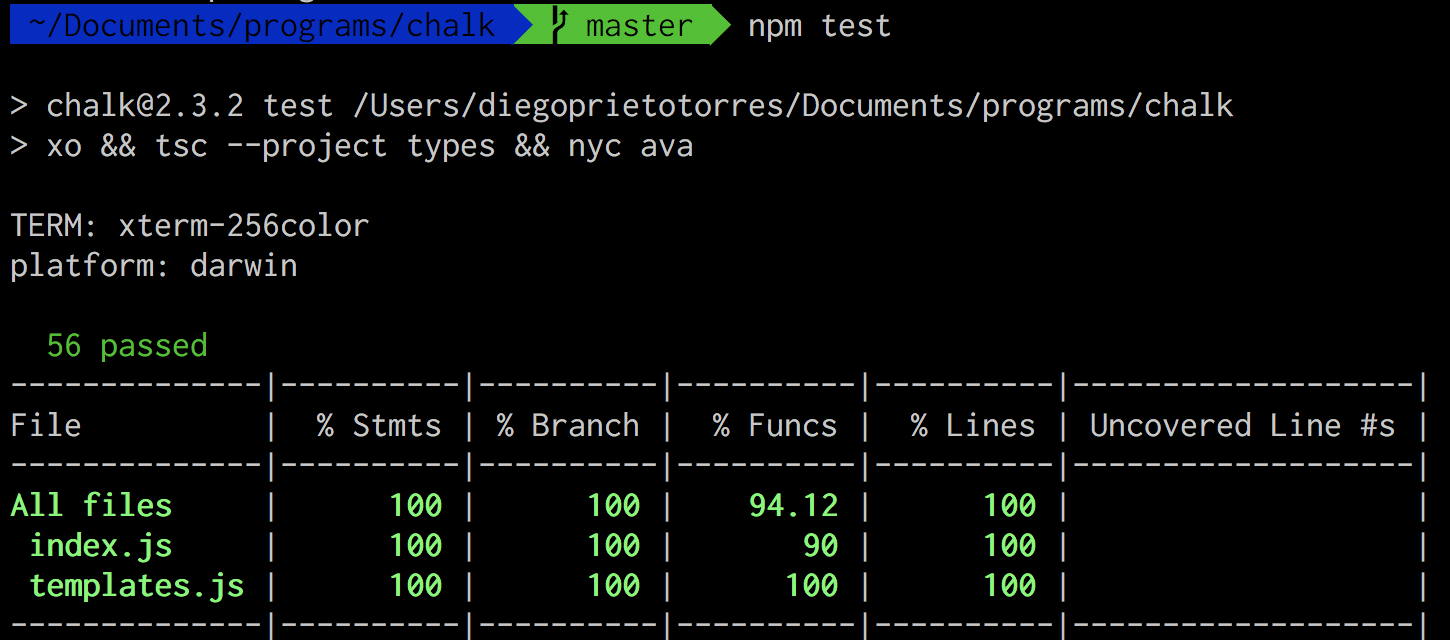 ~/Documents/programs/chalk master npm test
> chalk@2.3.2 test /Users/diegoprietotorres/Documents/programs/chalk
> xo && tsc --project types && nyc ava
TERM: xterm-256color
platform: darwin
56 passed
--------------|----------|----------|----------|----------|-------------------|
File          |  % Stmts | % Branch |  % Funcs |  % Lines | Uncovered Line #s |
--------------|----------|----------|----------|----------|-------------------|
All files     |      100 |      100 |    94.12 |      100 |                   |
 index.js     |      100 |      100 |       90 |      100 |                   |
 templates.js |      100 |      100 |      100 |      100 |                   |
--------------|----------|----------|----------|----------|-------------------|